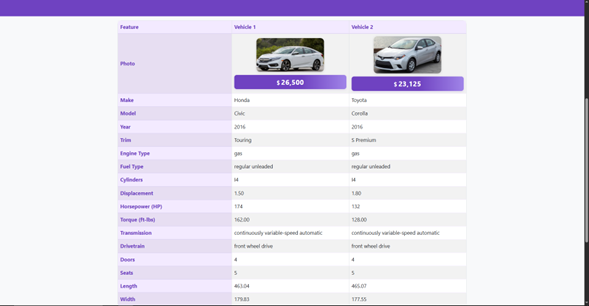 Feature Vehicle 1 Vehicle 2
Photo
$ 26,500 $ 23,125
Make Honda Toyota
Model Civic Corolla
Year 2016 2016
Trim Touring S Premium
Engine Type gas gas
Fuel Type regular unleaded regular unleaded
Cylinders I4 I4
Displacement 1.50 1.80
Horsepower (HP) 174 132
Torque (ft-lbs) 162.00 128.00
Transmission continuously variable-speed automatic continuously variable-speed automatic
Drivetrain front wheel drive front wheel drive
Doors 4 4
Seats 5 5
Length 463.04 465.07
Width 179.83 177.55